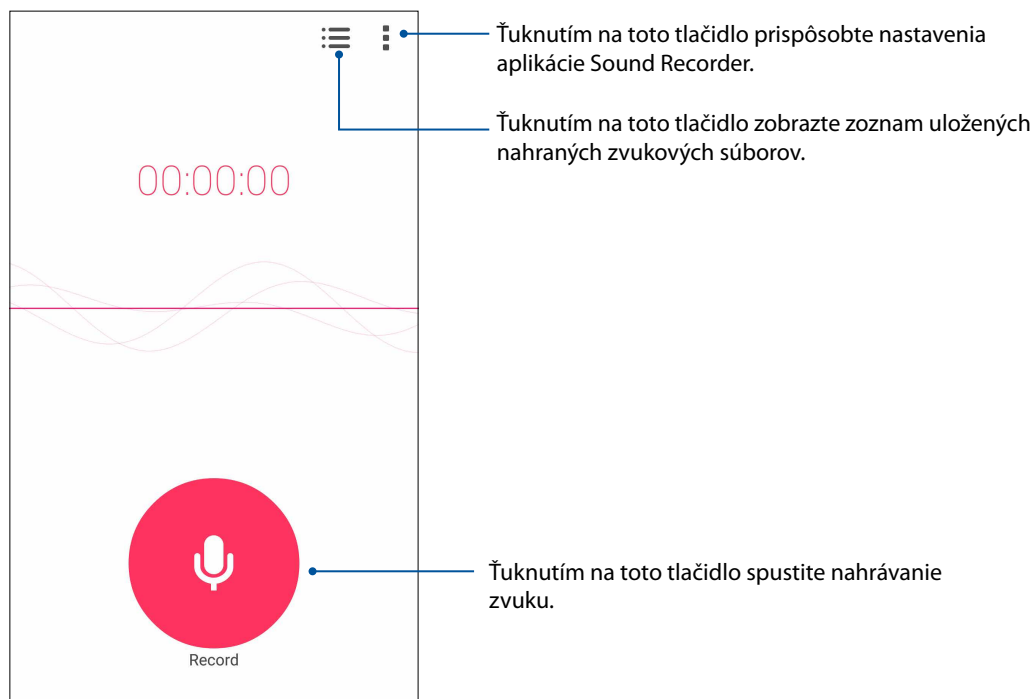 Ťuknutím na toto tlačidlo prispôsobte nastavenia
aplikácie Sound Recorder.
Ťuknutím na toto tlačidlo zobrazte zoznam uložených
nahraných zvukových súborov.
00:00:00
Ťuknutím na toto tlačidlo spustite nahrávanie
zvuku.
Record